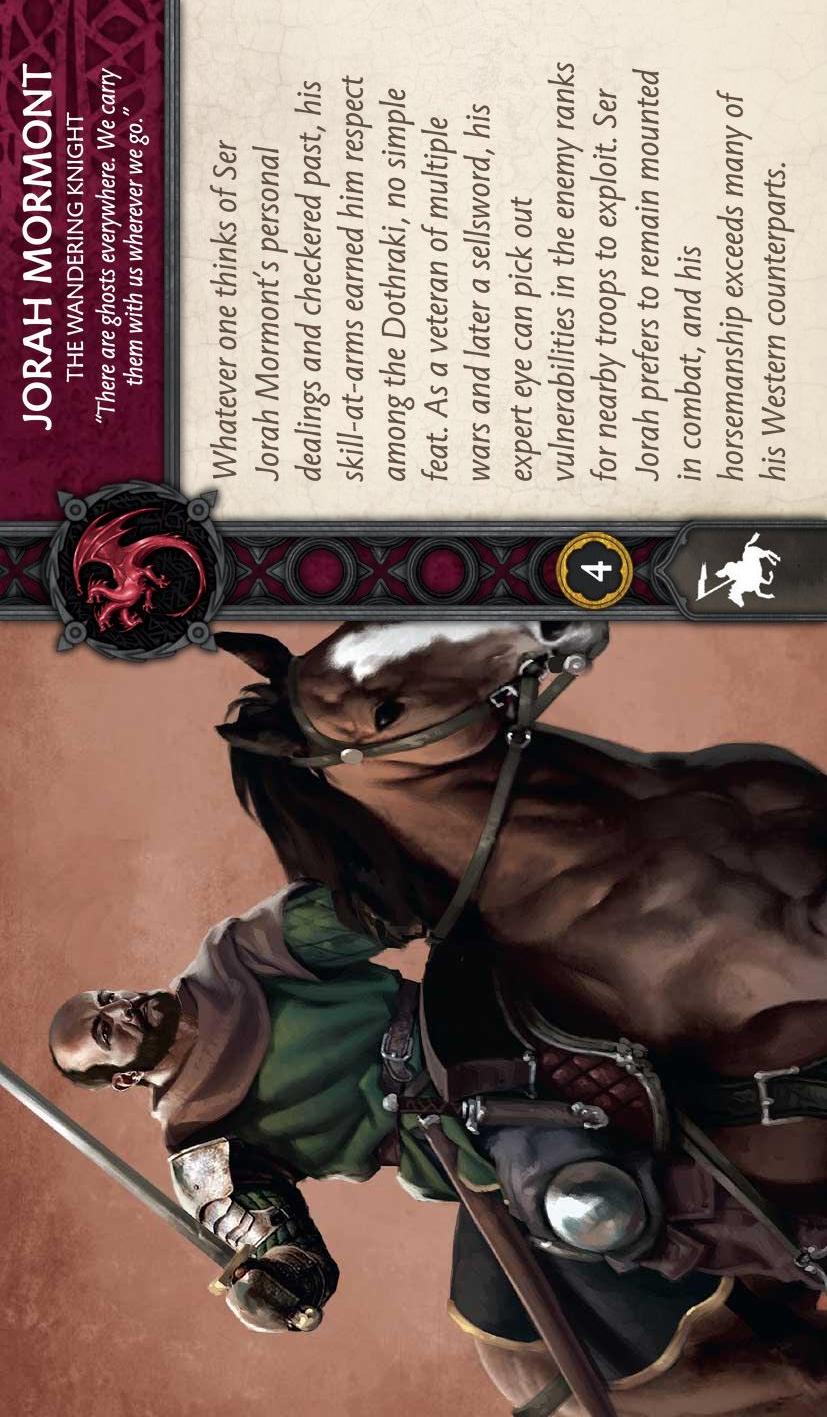 JORAH MORMONT
THE WANDERING KNIGHT
“There are ghosts everywhere. We carry
them with us wherever we go.”
Whatever one thinks of Ser
Jorah Mormont's personal
dealings and checkered past, his
skill-at-arms earned him respect
among the Dothraki, no simple
feat. As a veteran of multiple
wars and later a sellsword, his
expert eye can pick out
vulnerabilities in the enemy ranks
for nearby troops to exploit. Ser
Jorah prefers to remain mounted
in combat, and his
horsemanship exceeds many of
his Western counterparts.
4